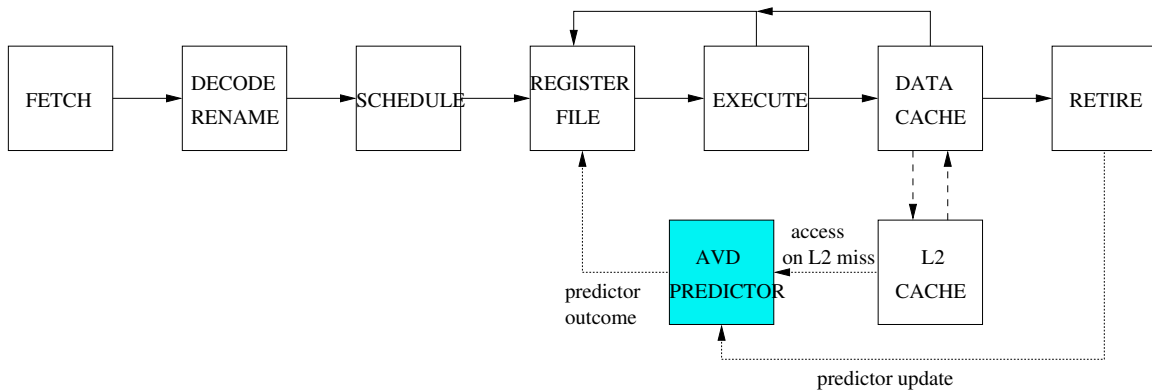 FETCH
DECODE
RENAME
SCHEDULE
REGISTER
FILE
EXECUTE
DATA
CACHE
RETIRE
AVD
PREDICTOR
access
on L2 miss
L2
CACHE
predictor
outcome
predictor update